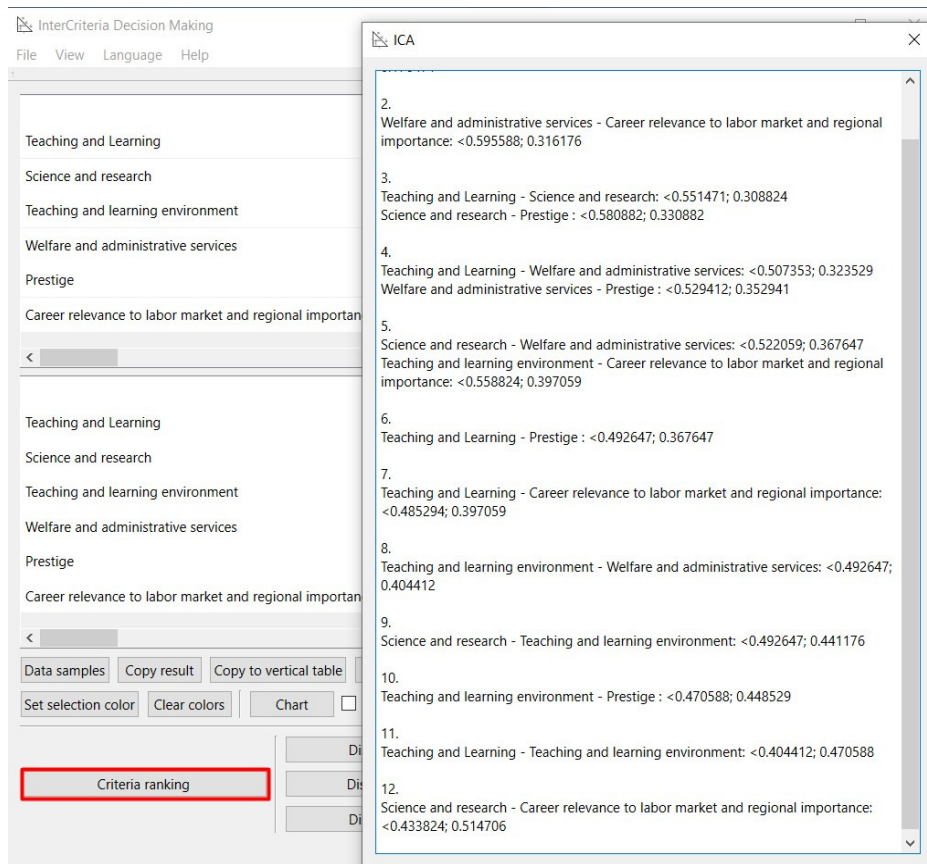 InterCriteria Decision Making
File View Language Help
Teaching and Learning
Science and research
Teaching and learning environment
Welfare and administrative services
Prestige
Career relevance to labor market and regional importan
Teaching and Learning
Science and research
Teaching and learning environment
Welfare and administrative services
Prestige
Career relevance to labor market and regional importan
Data samples Copy result Copy to vertical table
Set selection color Clear colors Chart
Criteria ranking
Di
Dis
Di
ICA
2.
Welfare and administrative services - Career relevance to labor market and regional
importance: <0.595588; 0.316176
3.
Teaching and Learning - Science and research: <0.551471; 0.308824
Science and research - Prestige : <0.580882; 0.330882
4.
Teaching and Learning - Welfare and administrative services: <0.507353; 0.323529
Welfare and administrative services - Prestige : <0.529412; 0.352941
5.
Science and research - Welfare and administrative services: <0.522059; 0.367647
Teaching and learning environment - Career relevance to labor market and regional
importance: <0.558824; 0.397059
6.
Teaching and Learning - Prestige : <0.492647; 0.367647
7.
Teaching and Learning - Career relevance to labor market and regional importance:
<0.485294; 0.397059
8.
Teaching and learning environment - Welfare and administrative services: <0.492647;
0.404412
9.
Science and research - Teaching and learning environment: <0.492647; 0.441176
10.
Teaching and learning environment - Prestige : <0.470588; 0.448529
11.
Teaching and Learning - Teaching and learning environment: <0.404412; 0.470588
12.
Science and research - Career relevance to labor market and regional importance:
<0.433824; 0.514706